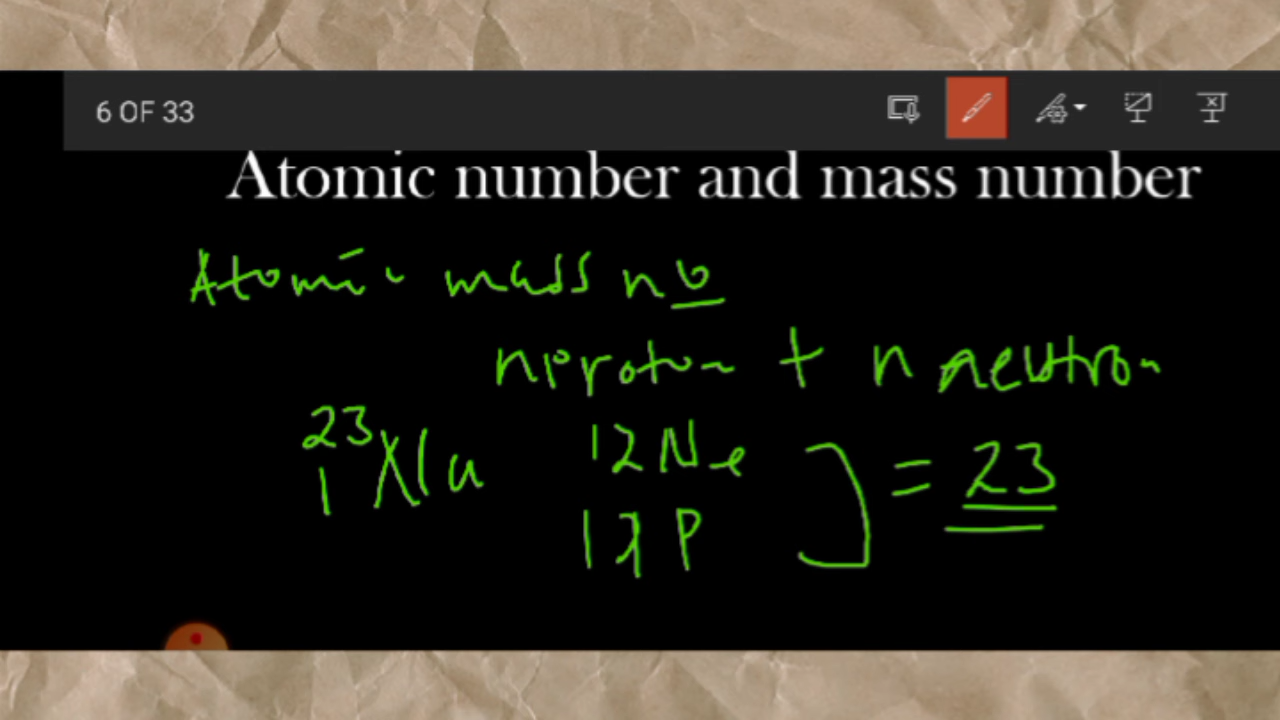 6 OF 33
Atomic number and mass number
Atomic mass no
nproton + n neutron
23
1 Na 12 Ne = 23
11 P